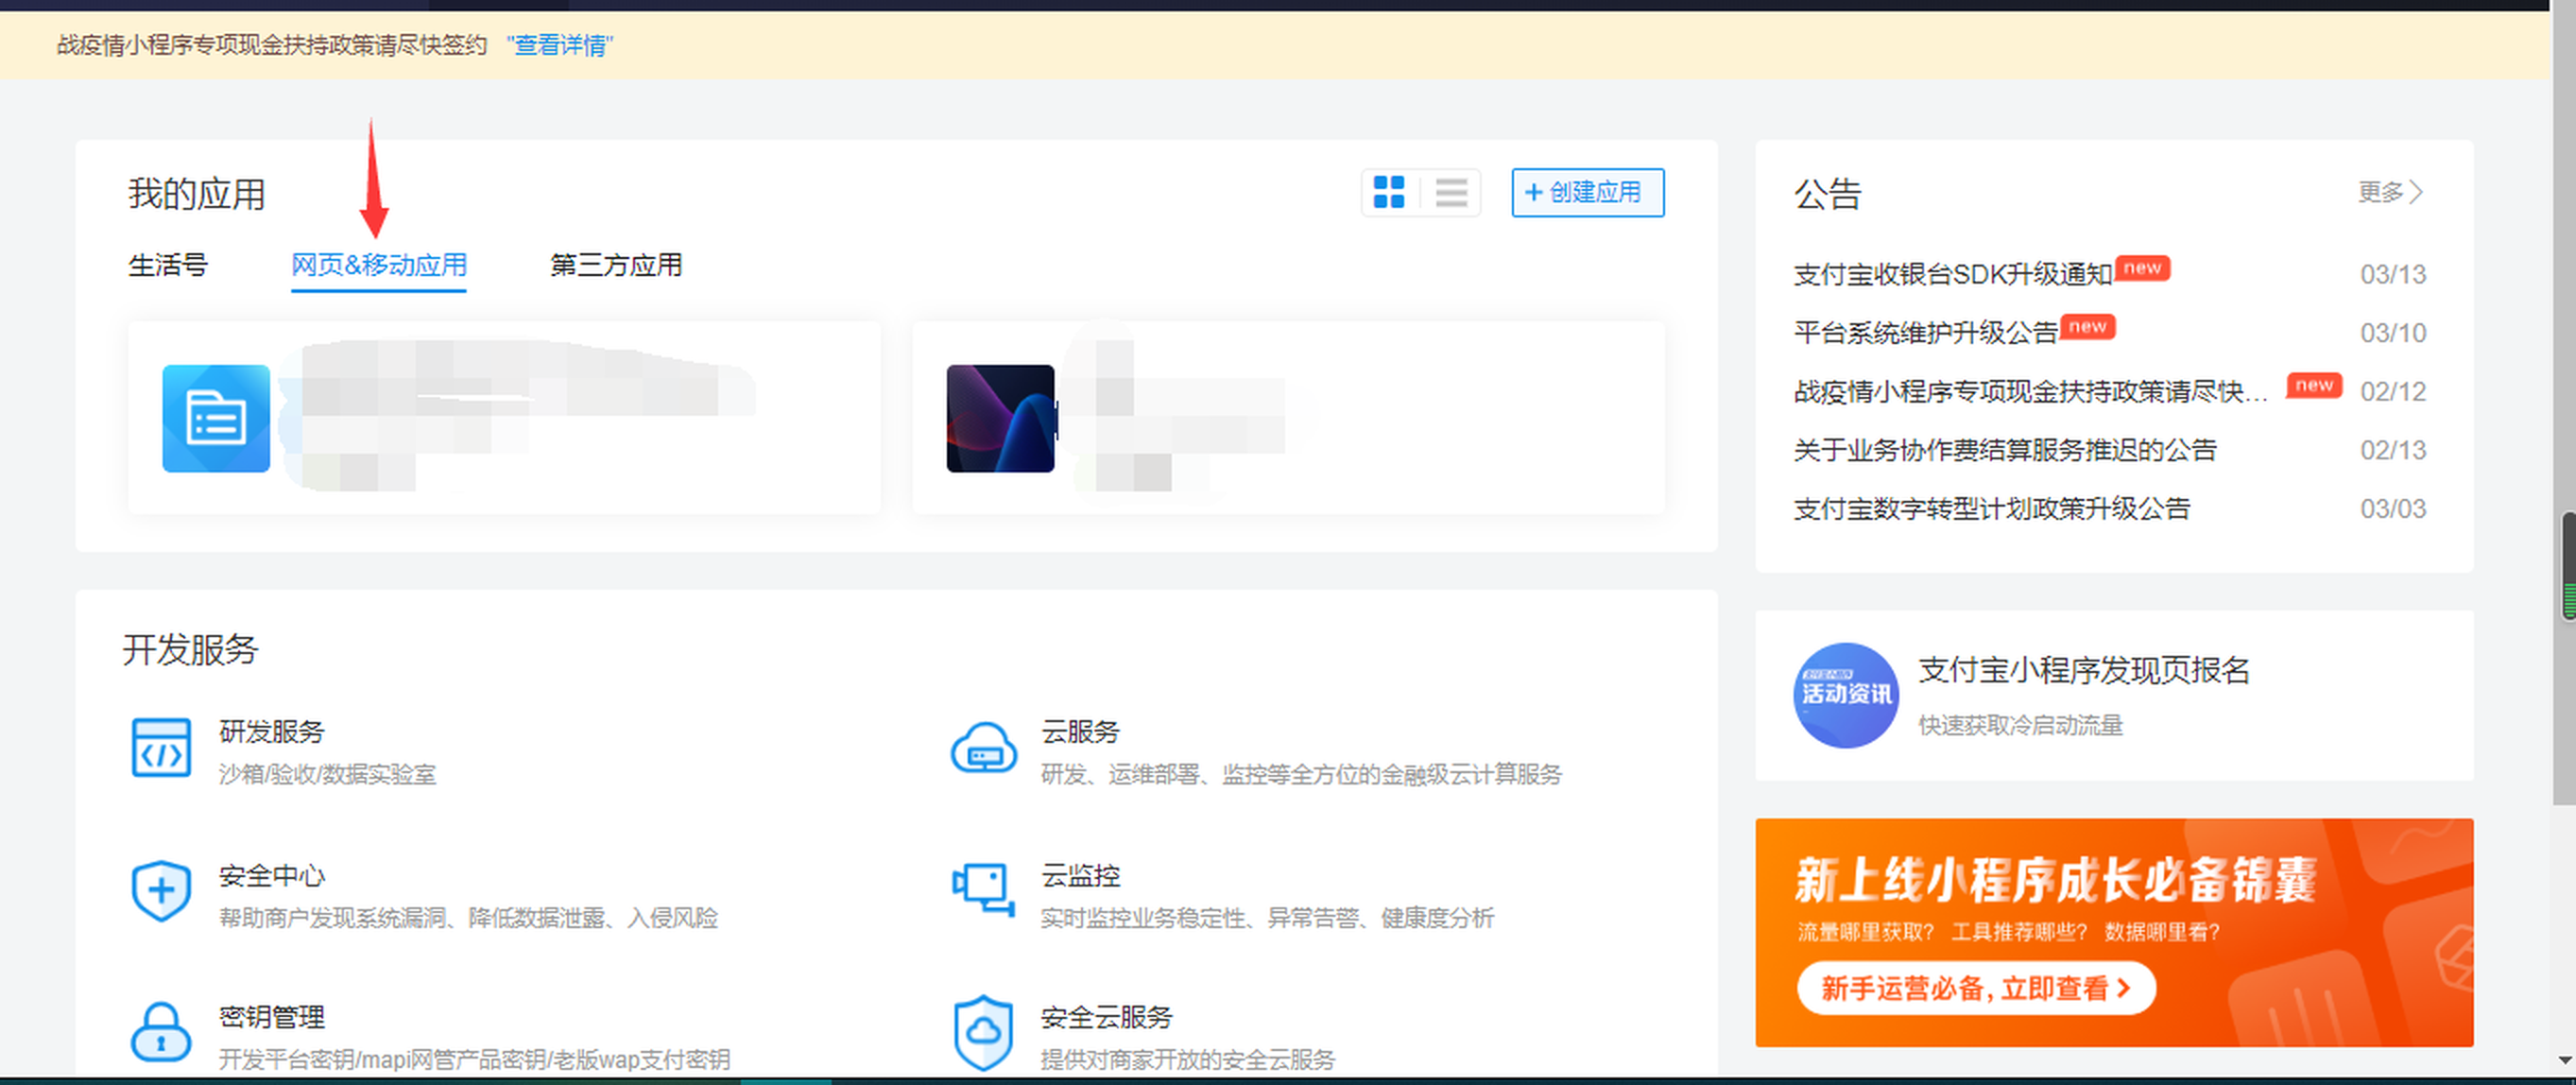 战疫情小程序专项现金扶持政策请尽快签约 "查看详情"
我的应用
+ 创建应用
生活号 网页&移动应用 第三方应用
开发服务
研发服务
沙箱/验收/数据实验室
云服务
研发、运维部署、监控等全方位的金融级云计算服务
安全中心
帮助商户发现系统漏洞、降低数据泄露、入侵风险
云监控
实时监控业务稳定性、异常告警、健康度分析
密钥管理
开发平台密钥/mapi网管产品密钥/老版wap支付密钥
安全云服务
提供对商家开放的安全云服务
公告 更多
支付宝收银台SDK升级通知 new 03/13
平台系统维护升级公告 new 03/10
战疫情小程序专项现金扶持政策请尽快... new 02/12
关于业务协作费结算服务推迟的公告 02/13
支付宝数字转型计划政策升级公告 03/03
活动资讯
支付宝小程序发现页报名
快速获取冷启动流量
新上线小程序成长必备锦囊
流量哪里获取? 工具推荐哪些? 数据哪里看?
新手运营必备,立即查看